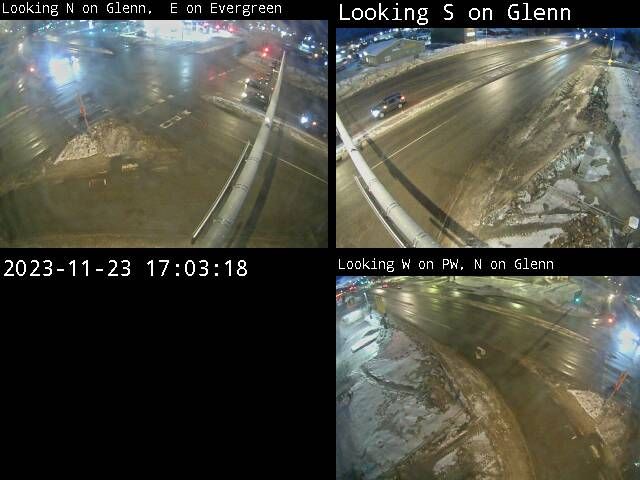 Looking N on Glenn,  E on Evergreen
Looking S on Glenn
2023-11-23 17:03:18
Looking W on PW, N on Glenn